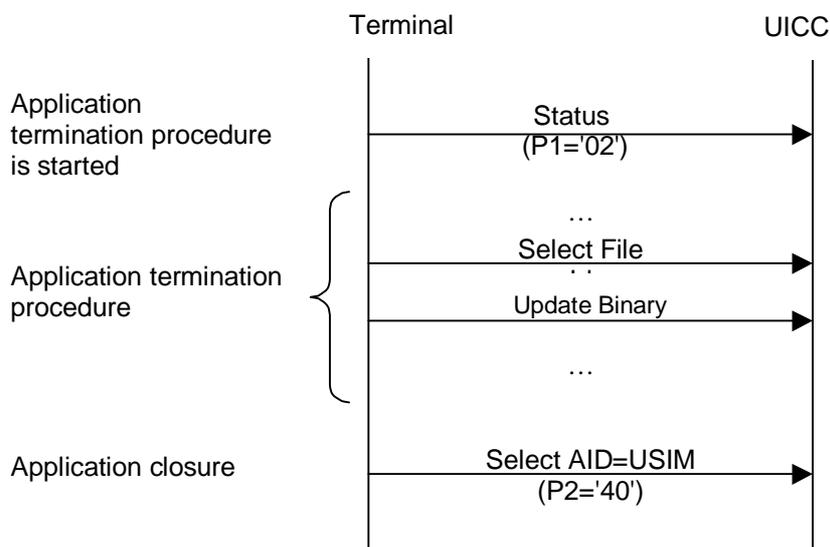 Terminal
UICC
Application
termination procedure
is started
Status
(P1='02')
...
Select File
. .
Application termination
procedure
Update Binary
...
Application closure
Select AID=USIM
(P2='40')